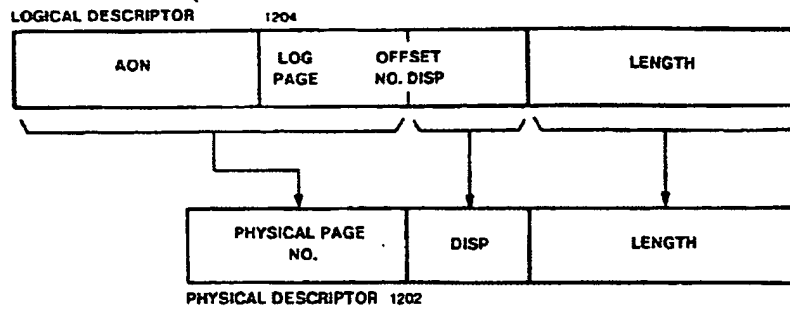 LOGICAL DESCRIPTOR 1204
AON
LOG
PAGE
OFFSET
NO. DISP
LENGTH
PHYSICAL PAGE
NO.
DISP
LENGTH
PHYSICAL DESCRIPTOR 1202